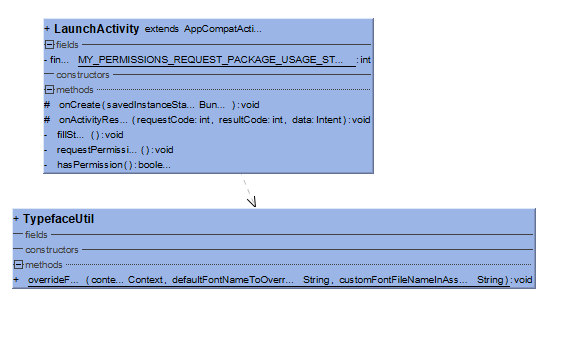 + LaunchActivity extends AppCompatActi...
fields
- fin... MY_PERMISSIONS_REQUEST_PACKAGE_USAGE_ST... :int
constructors
methods
# onCreate(savedInstanceSta... Bun... ):void
# onActivityRes... (requestCode:int, resultCode:int, data:Intent):void
- fillSt... ():void
- requestPermissi... ():void
- hasPermission():boole...
+ TypefaceUtil
fields
constructors
methods
+ overrideF... (conte... Context, defaultFontNameToOverr... String, customFontFileNameInAss... String):void